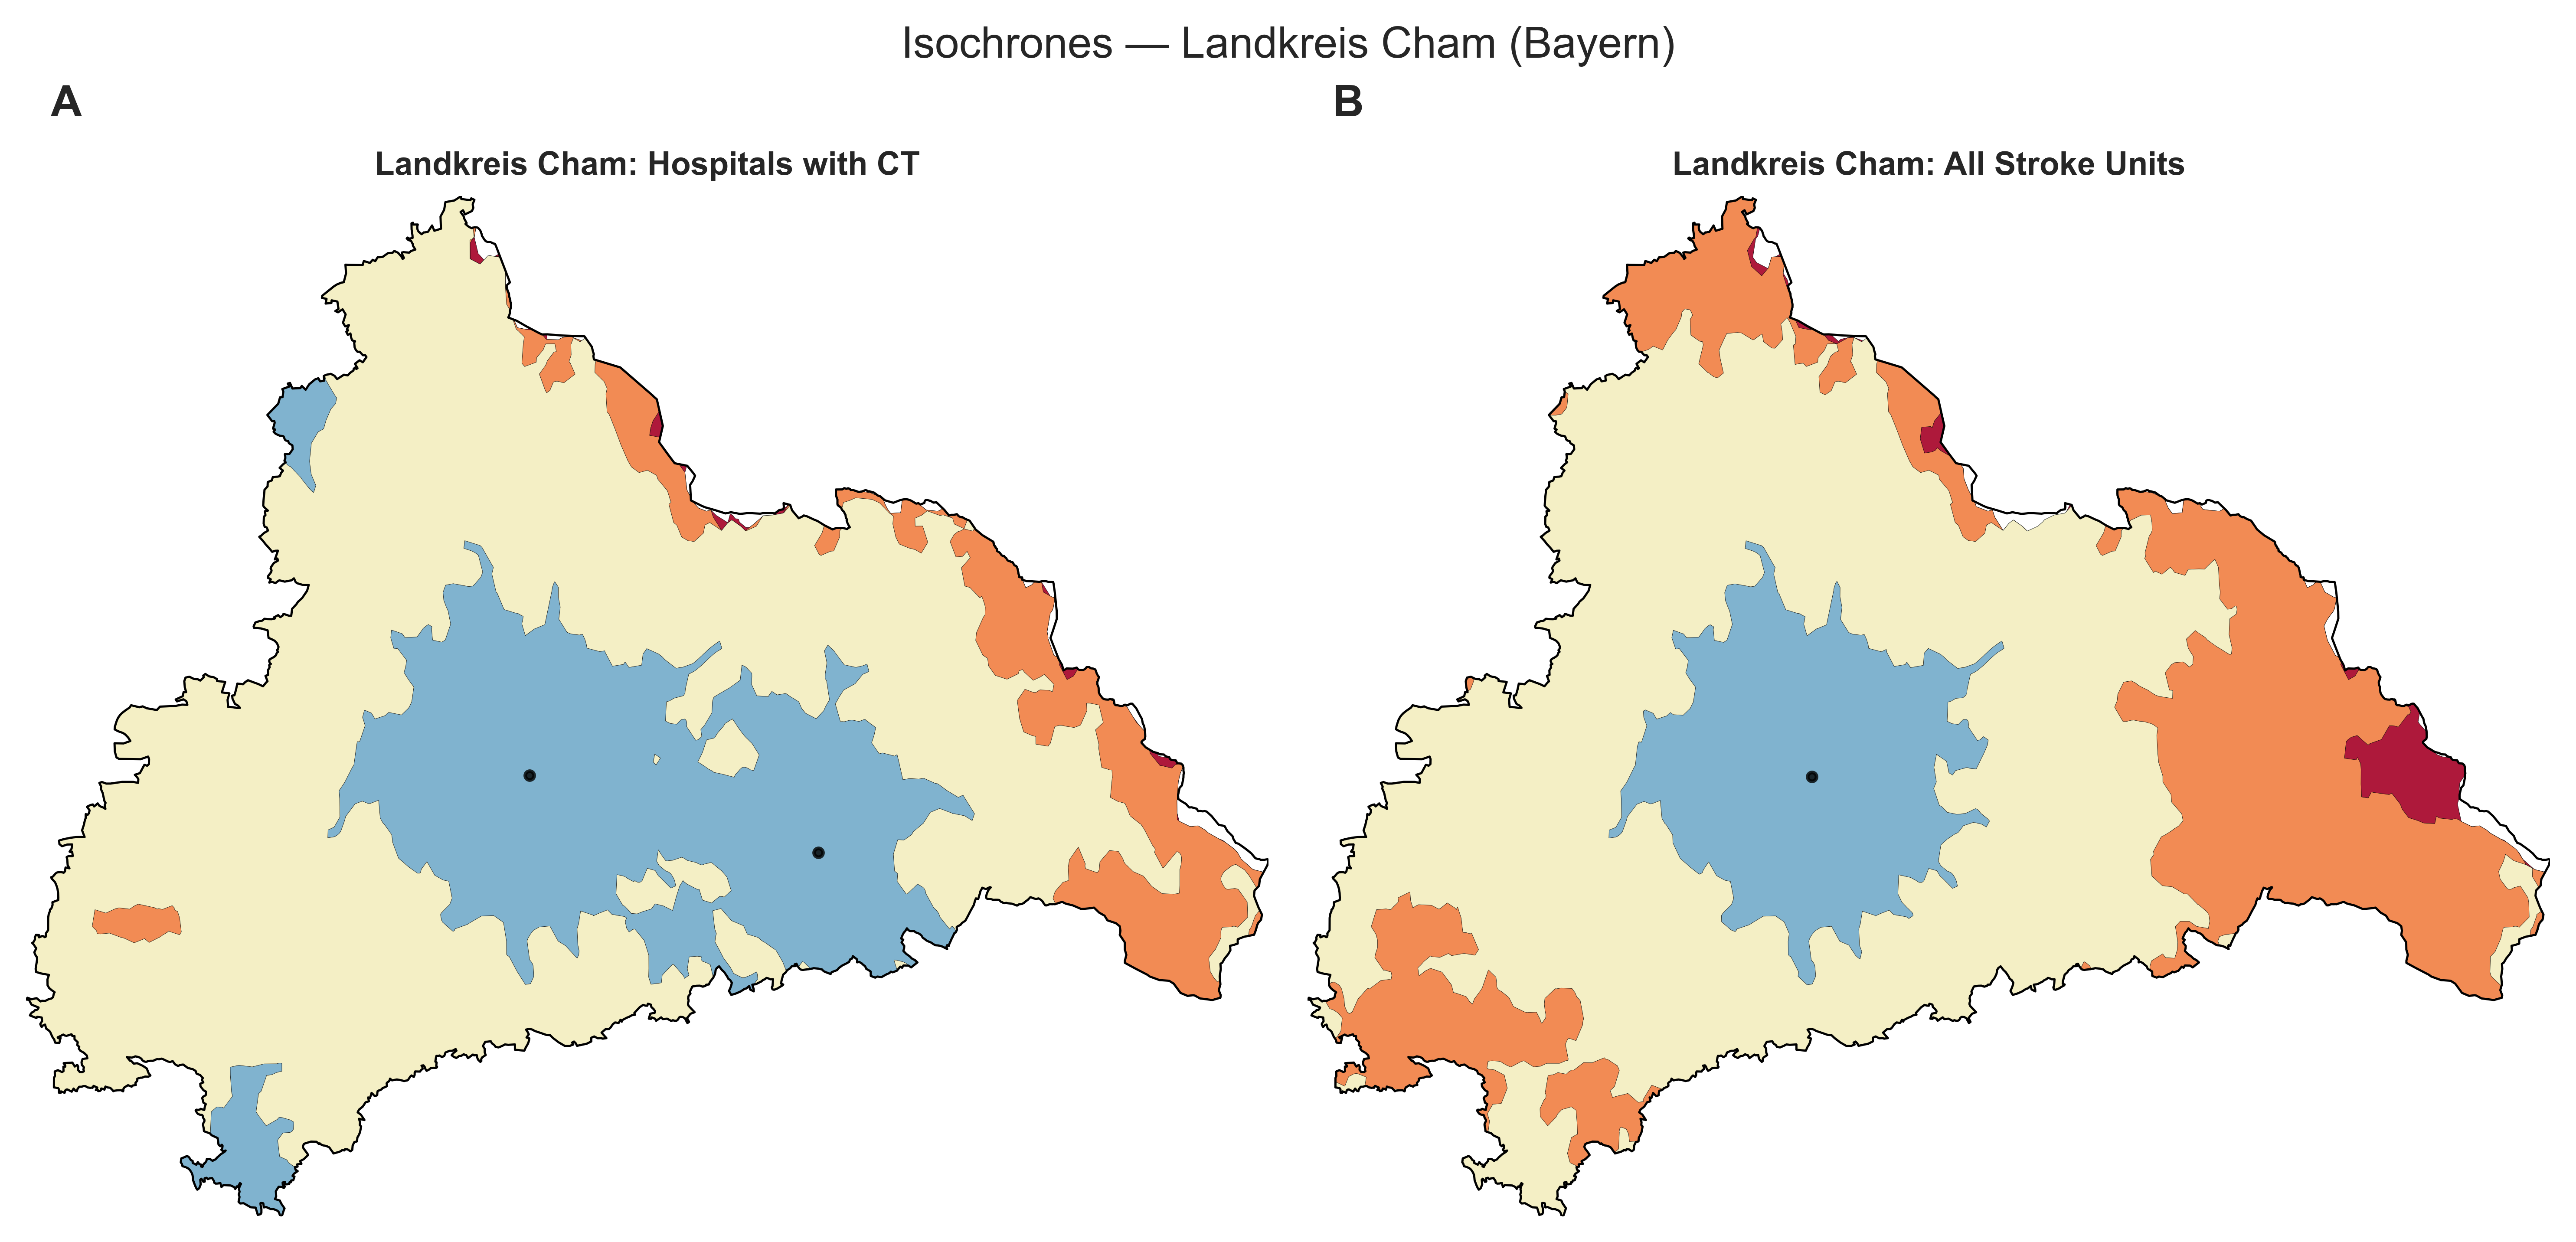 Isochrones — Landkreis Cham (Bayern)
A
B
Landkreis Cham: Hospitals with CT
Landkreis Cham: All Stroke Units